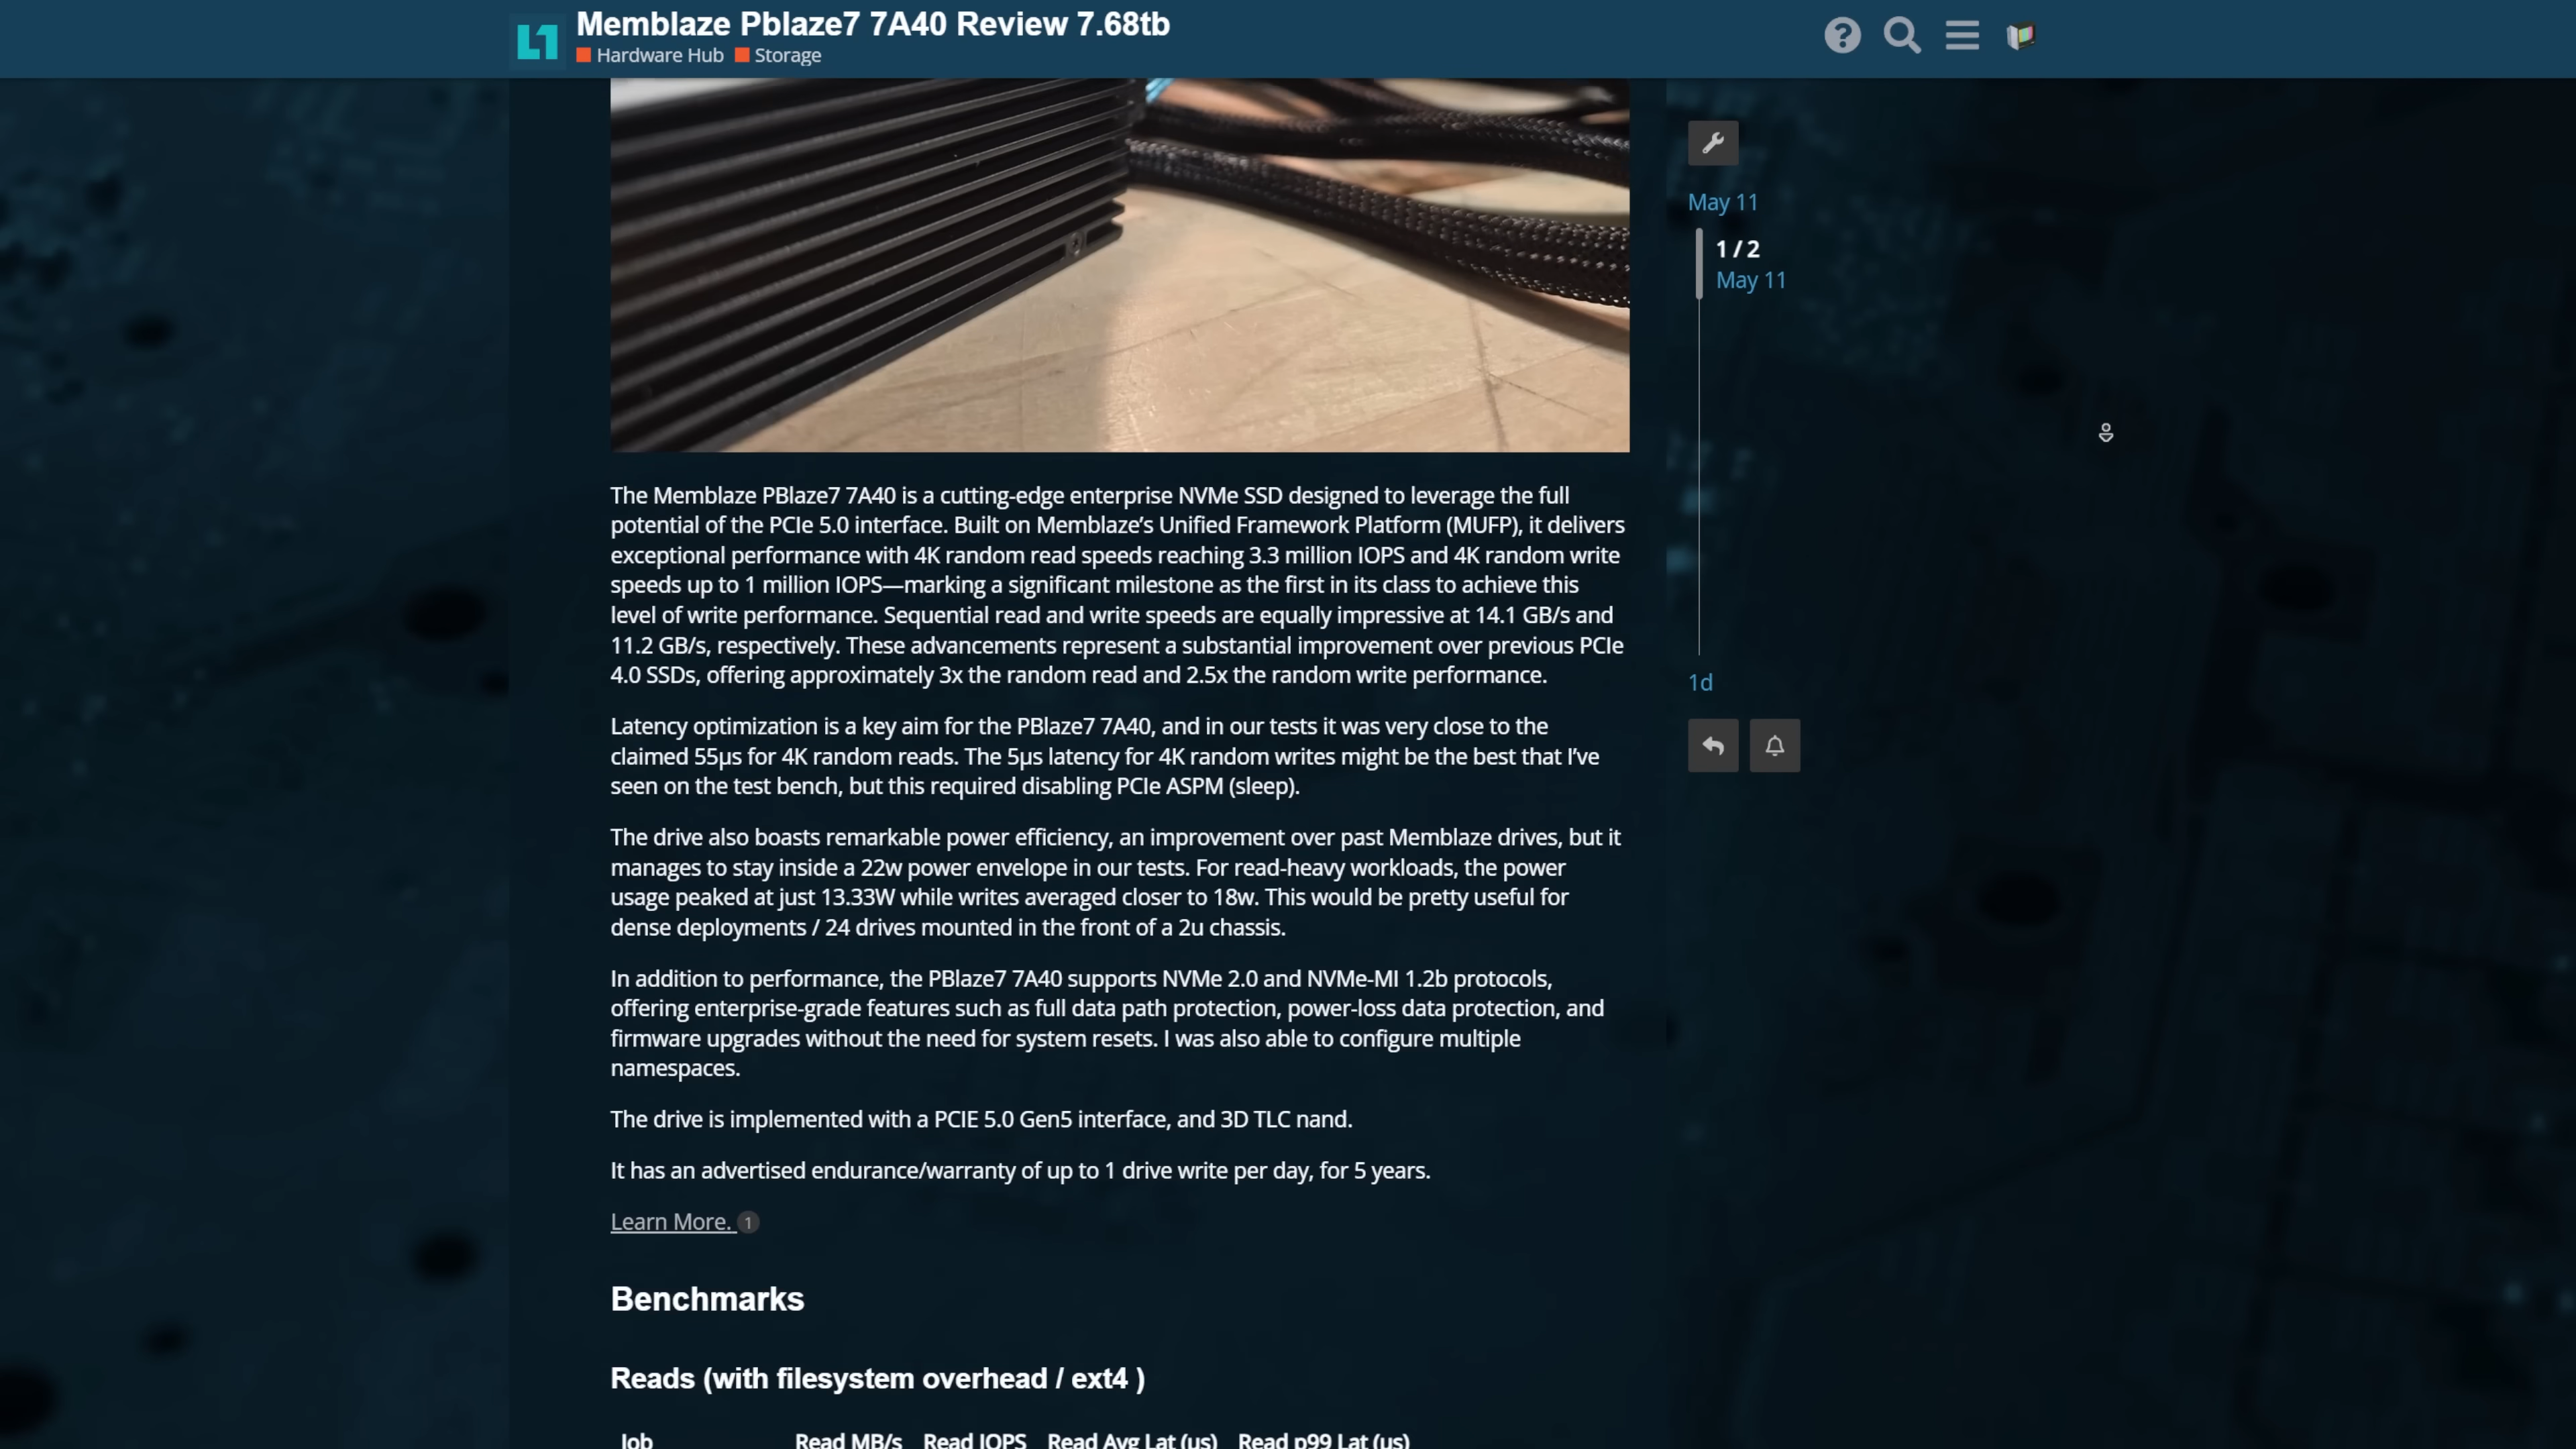 L1
Memblaze Pblaze7 7A40 Review 7.68tb
Hardware Hub Storage
May 11
1 / 2
May 11
The Memblaze PBlaze7 7A40 is a cutting-edge enterprise NVMe SSD designed to leverage the full
potential of the PCIe 5.0 interface. Built on Memblaze’s Unified Framework Platform (MUFP), it delivers
exceptional performance with 4K random read speeds reaching 3.3 million IOPS and 4K random write
speeds up to 1 million IOPS—marking a significant milestone as the first in its class to achieve this
level of write performance. Sequential read and write speeds are equally impressive at 14.1 GB/s and
11.2 GB/s, respectively. These advancements represent a substantial improvement over previous PCIe
4.0 SSDs, offering approximately 3x the random read and 2.5x the random write performance.
1d
Latency optimization is a key aim for the PBlaze7 7A40, and in our tests it was very close to the
claimed 55µs for 4K random reads. The 5µs latency for 4K random writes might be the best that I’ve
seen on the test bench, but this required disabling PCIe ASPM (sleep).
The drive also boasts remarkable power efficiency, an improvement over past Memblaze drives, but it
manages to stay inside a 22w power envelope in our tests. For read-heavy workloads, the power
usage peaked at just 13.33W while writes averaged closer to 18w. This would be pretty useful for
dense deployments / 24 drives mounted in the front of a 2u chassis.
In addition to performance, the PBlaze7 7A40 supports NVMe 2.0 and NVMe-MI 1.2b protocols,
offering enterprise-grade features such as full data path protection, power-loss data protection, and
firmware upgrades without the need for system resets. I was also able to configure multiple
namespaces.
The drive is implemented with a PCIE 5.0 Gen5 interface, and 3D TLC nand.
It has an advertised endurance/warranty of up to 1 drive write per day, for 5 years.
Learn More. 1
Benchmarks
Reads (with filesystem overhead / ext4 )
Job Read MB/s Read IOPS Read Avg Lat (us) Read p99 Lat (us)